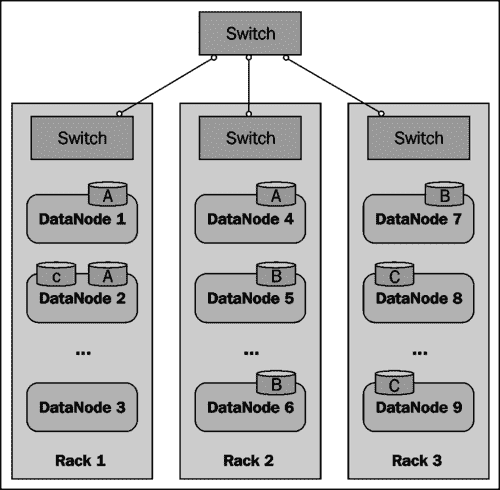 Switch
Switch
Switch
Switch
A
A
B
DataNode 1
DataNode 4
DataNode 7
c
A
B
C
DataNode 2
DataNode 5
DataNode 8
...
...
...
B
C
DataNode 3
DataNode 6
DataNode 9
Rack 1
Rack 2
Rack 3